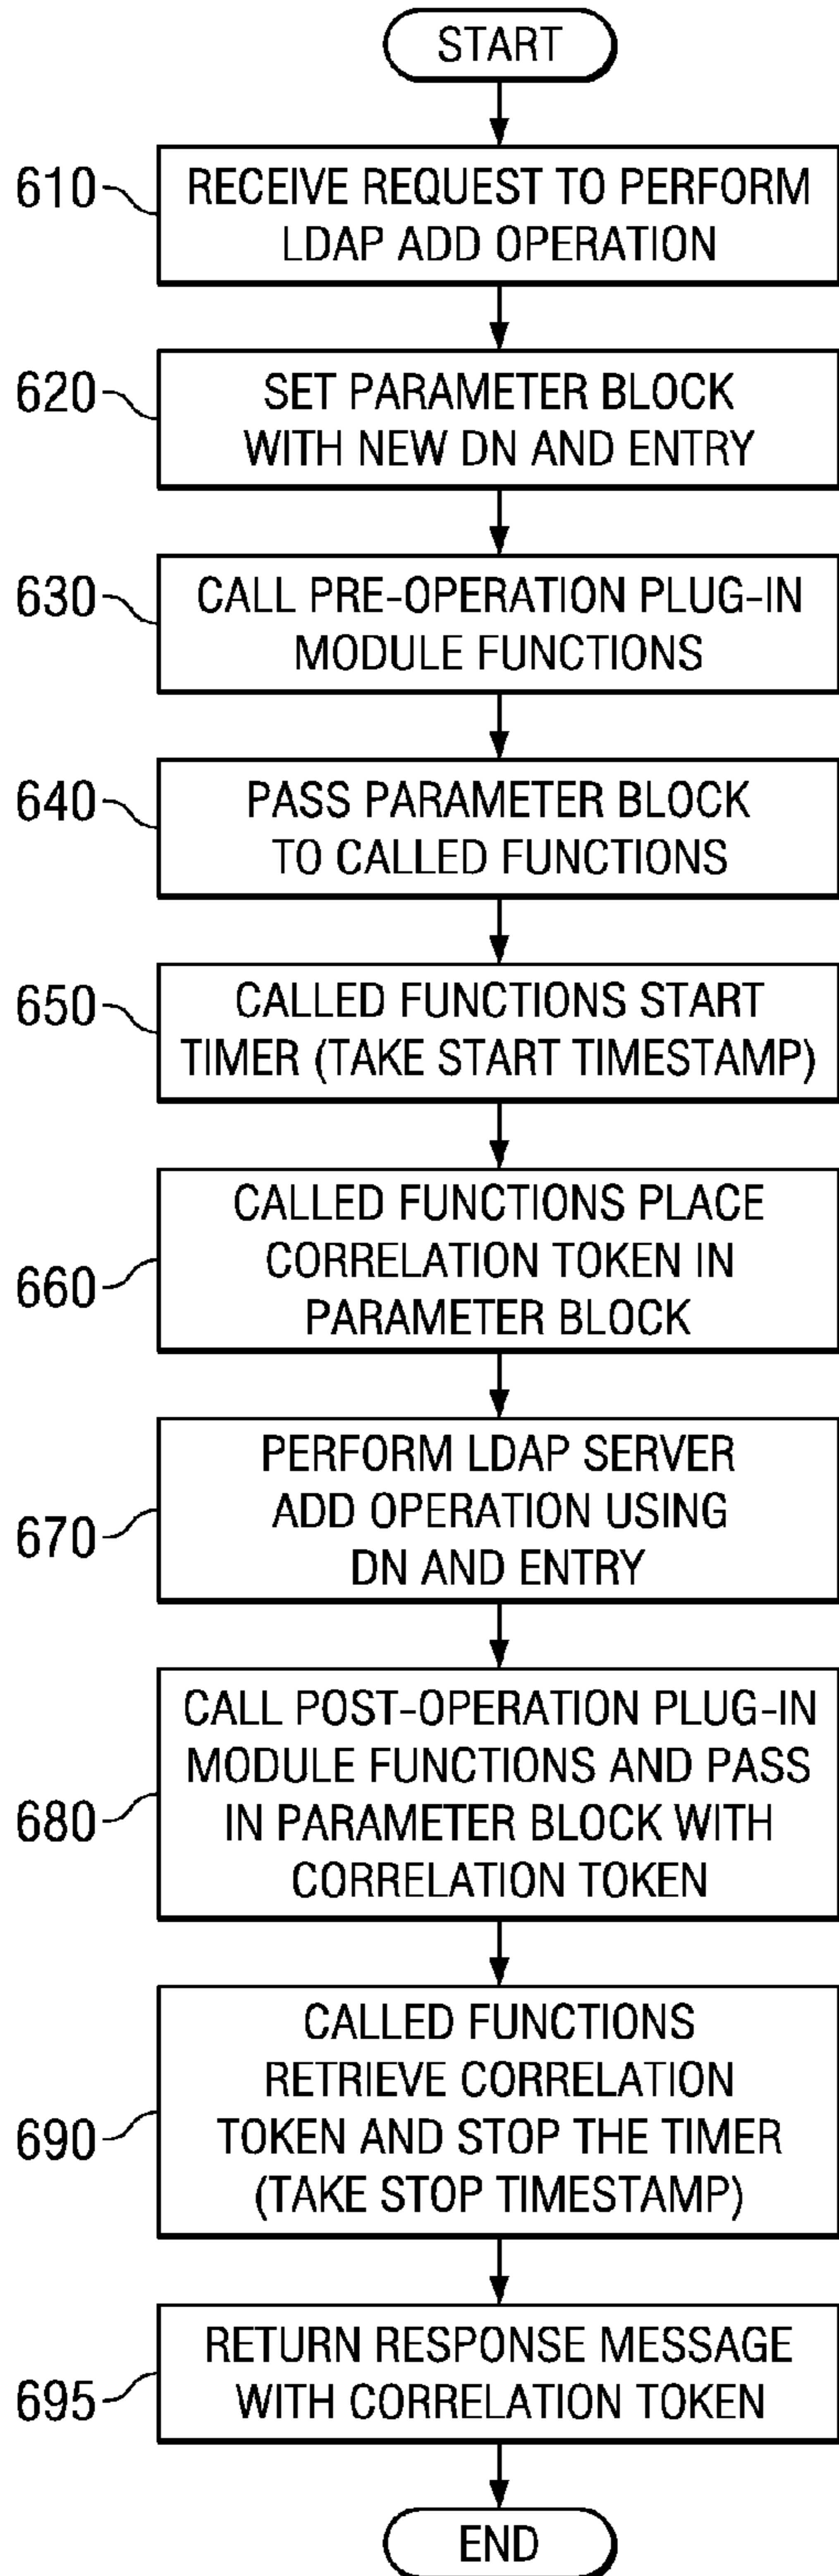 START
610
RECEIVE REQUEST TO PERFORM
LDAP ADD OPERATION
620
SET PARAMETER BLOCK
WITH NEW DN AND ENTRY
630
CALL PRE-OPERATION PLUG-IN
MODULE FUNCTIONS
640
PASS PARAMETER BLOCK
TO CALLED FUNCTIONS
650
CALLED FUNCTIONS START
TIMER (TAKE START TIMESTAMP)
660
CALLED FUNCTIONS PLACE
CORRELATION TOKEN IN
PARAMETER BLOCK
670
PERFORM LDAP SERVER
ADD OPERATION USING
DN AND ENTRY
680
CALL POST-OPERATION PLUG-IN
MODULE FUNCTIONS AND PASS
IN PARAMETER BLOCK WITH
CORRELATION TOKEN
690
CALLED FUNCTIONS
RETRIEVE CORRELATION
TOKEN AND STOP THE TIMER
(TAKE STOP TIMESTAMP)
695
RETURN RESPONSE MESSAGE
WITH CORRELATION TOKEN
END